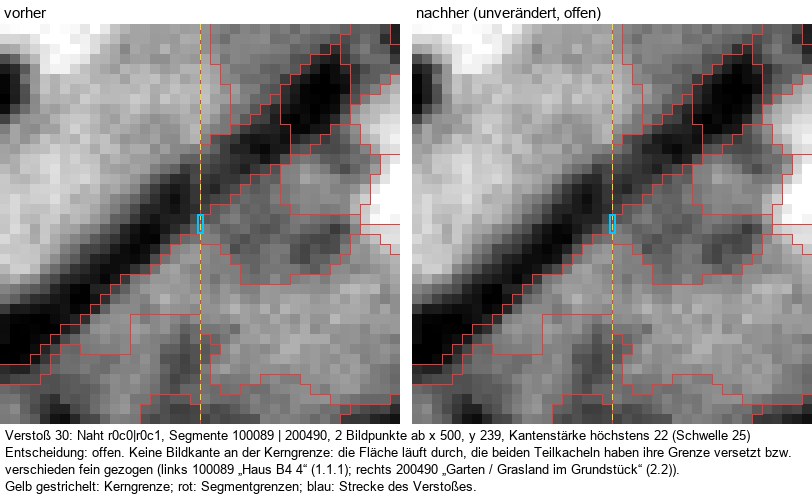 vorher
nachher (unverändert, offen)
Verstoß 30: Naht r0c0|r0c1, Segmente 100089 | 200490, 2 Bildpunkte ab x 500, y 239, Kantenstärke höchstens 22 (Schwelle 25)
Entscheidung: offen. Keine Bildkante an der Kerngrenze: die Fläche läuft durch, die beiden Teilkacheln haben ihre Grenze versetzt bzw.
verschieden fein gezogen (links 100089 „Haus B4 4“ (1.1.1); rechts 200490 „Garten / Grasland im Grundstück“ (2.2)).
Gelb gestrichelt: Kerngrenze; rot: Segmentgrenzen; blau: Strecke des Verstoßes.